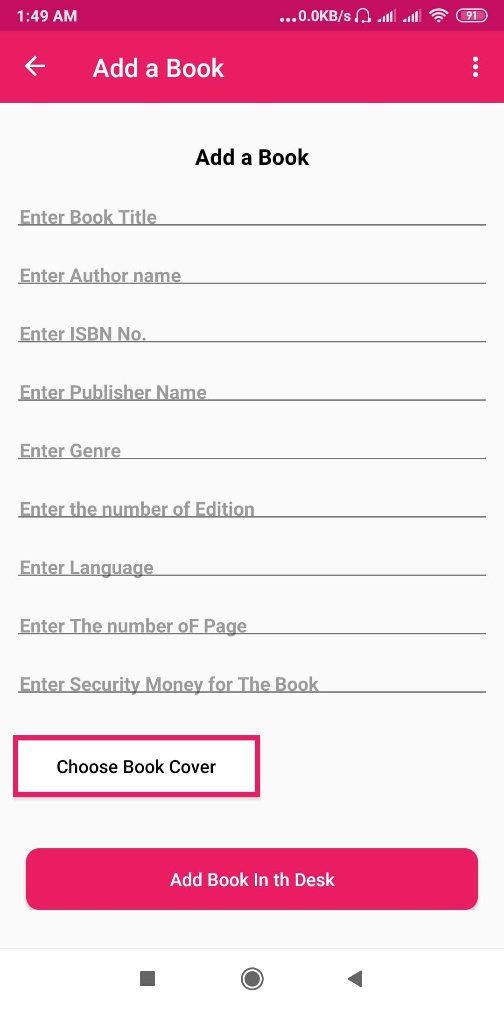 1:49 AM ...0.0KB/s 91
Add a Book
Add a Book
Enter Book Title
Enter Author name
Enter ISBN No.
Enter Publisher Name
Enter Genre
Enter the number of Edition
Enter Language
Enter The number oF Page
Enter Security Money for The Book
Choose Book Cover
Add Book In th Desk